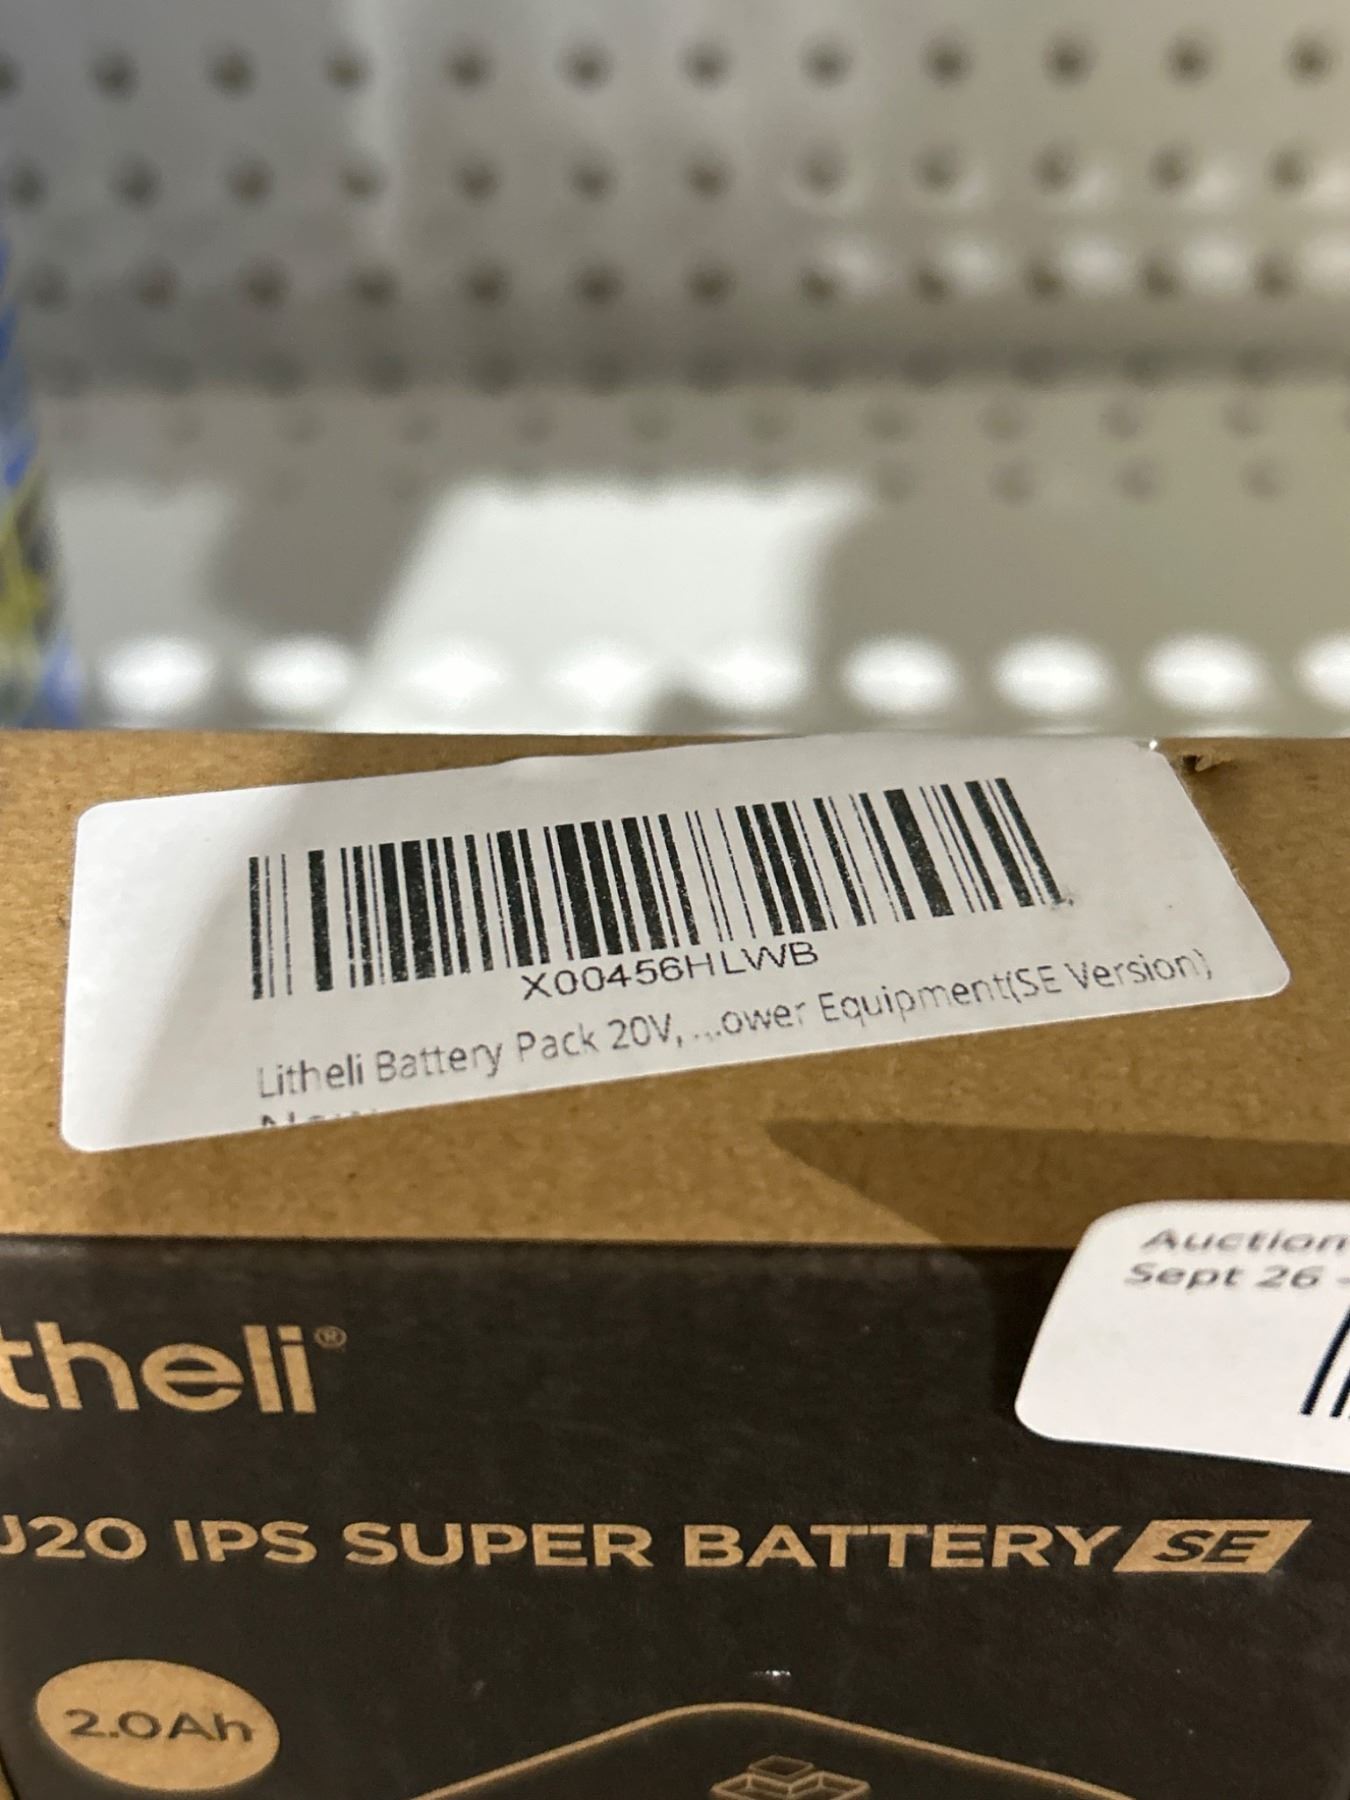 X00456HLWB
Litheli Battery Pack 20V, ...ower Equipment(SE Version)
Auction
Sept 26 -
theli®
U20 IPS SUPER BATTERY SE
2.0Ah